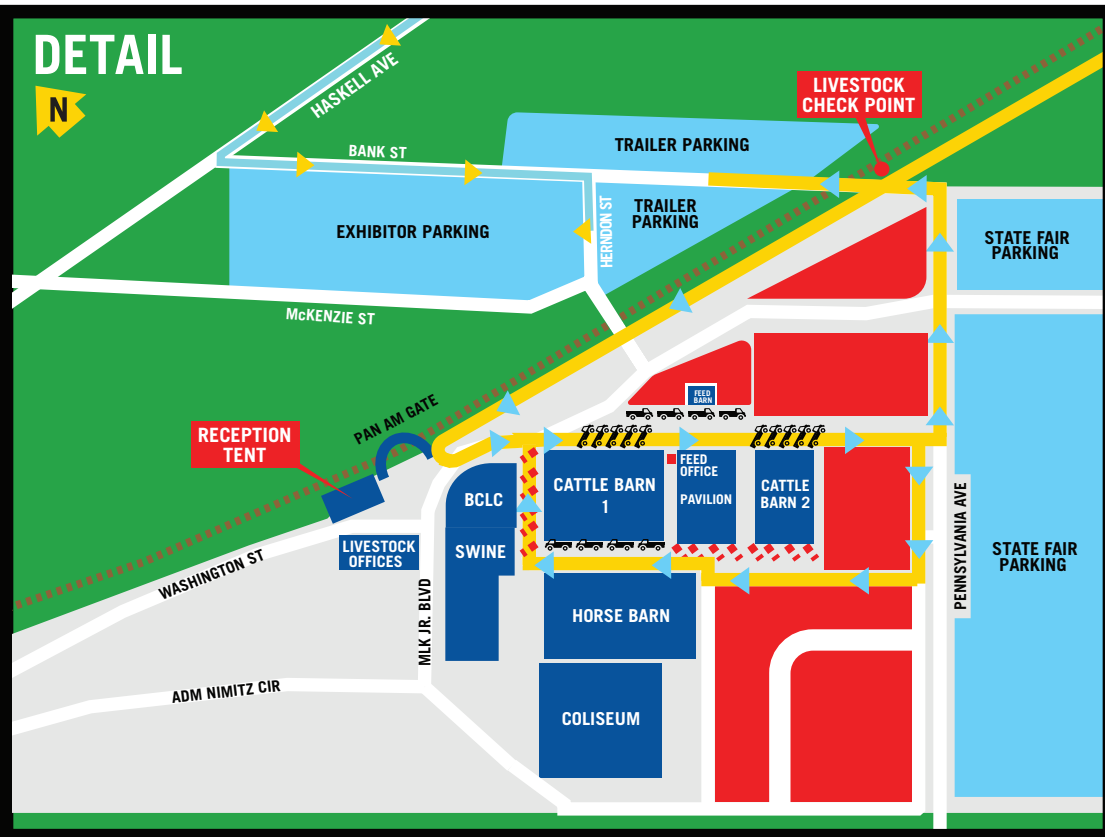 DETAIL
N
HASKELL AVE
BANK ST
LIVESTOCK
CHECK POINT
TRAILER PARKING
TRAILER
PARKING
HERNDON ST
EXHIBITOR PARKING
STATE FAIR
PARKING
McKENZIE ST
PAN AM GATE
RECEPTION
TENT
FEED
BARN
BCLC
SWINE
CATTLE BARN
1
FEED
OFFICE
PAVILION
CATTLE
BARN 2
LIVESTOCK
OFFICES
WASHINGTON ST
MLK JR. BLVD
PENNSYLVANIA AVE
STATE FAIR
PARKING
HORSE BARN
ADM NIMITZ CIR
COLISEUM